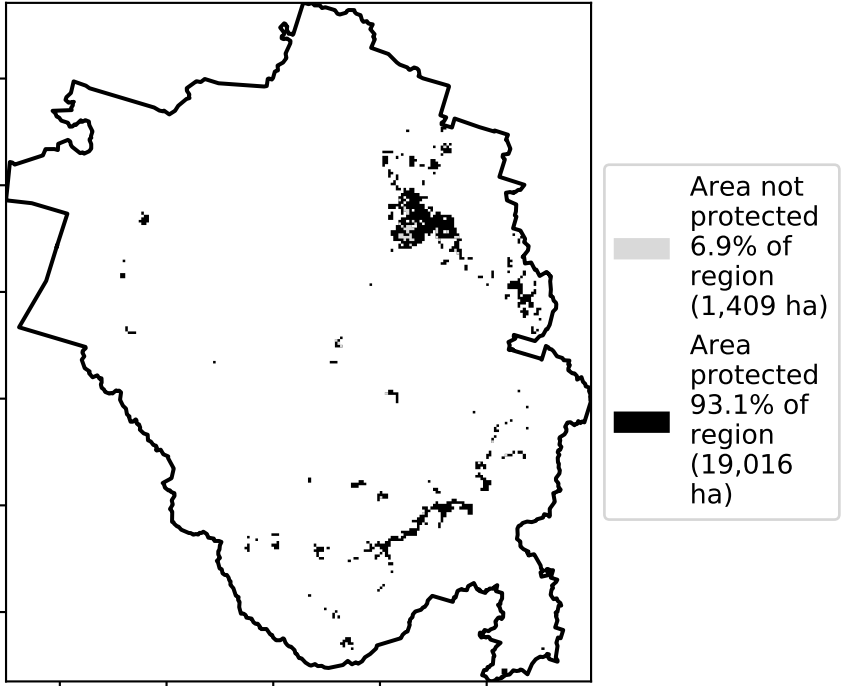 Area not
protected
6.9% of
region
(1,409 ha)
Area
protected
93.1% of
region
(19,016
ha)